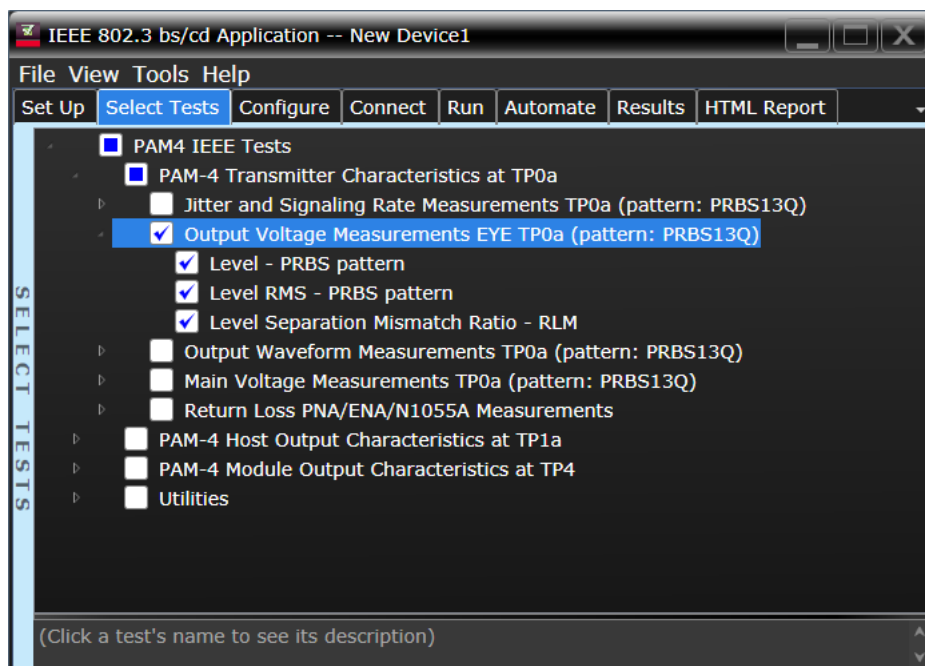 IEEE 802.3 bs/cd Application -- New Device1
File View Tools Help
Set Up Select Tests Configure Connect Run Automate Results HTML Report
SELECT TESTS
PAM4 IEEE Tests
PAM-4 Transmitter Characteristics at TP0a
Jitter and Signaling Rate Measurements TP0a (pattern: PRBS13Q)
Output Voltage Measurements EYE TP0a (pattern: PRBS13Q)
Level - PRBS pattern
Level RMS - PRBS pattern
Level Separation Mismatch Ratio - RLM
Output Waveform Measurements TP0a (pattern: PRBS13Q)
Main Voltage Measurements TP0a (pattern: PRBS13Q)
Return Loss PNA/ENA/N1055A Measurements
PAM-4 Host Output Characteristics at TP1a
PAM-4 Module Output Characteristics at TP4
Utilities
(Click a test's name to see its description)